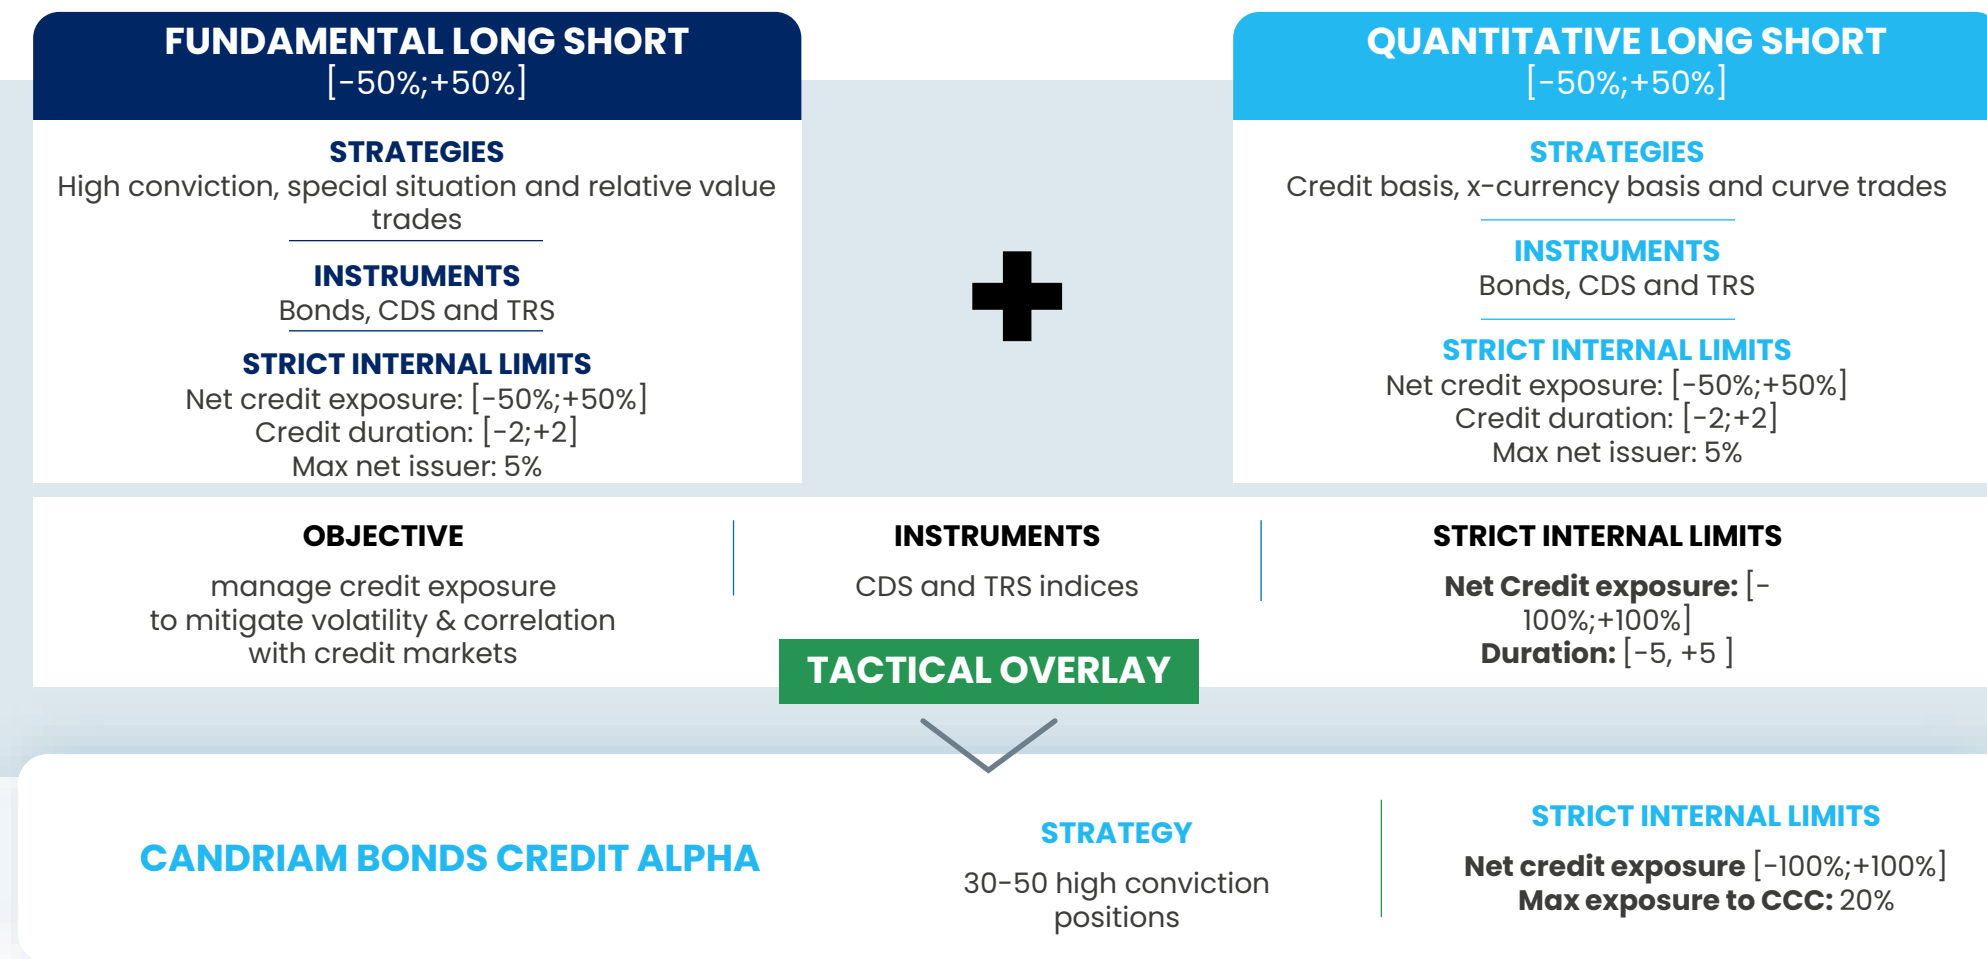 FUNDAMENTAL LONG SHORT
[-50%;+50%]
STRATEGIES
High conviction, special situation and relative value
trades
INSTRUMENTS
Bonds, CDS and TRS
STRICT INTERNAL LIMITS
Net credit exposure: [-50%;+50%]
Credit duration: [-2;+2]
Max net issuer: 5%
QUANTITATIVE LONG SHORT
[-50%;+50%]
STRATEGIES
Credit basis, x-currency basis and curve trades
INSTRUMENTS
Bonds, CDS and TRS
STRICT INTERNAL LIMITS
Net credit exposure: [-50%;+50%]
Credit duration: [-2;+2]
Max net issuer: 5%
OBJECTIVE
manage credit exposure
to mitigate volatility & correlation
with credit markets
INSTRUMENTS
CDS and TRS indices
STRICT INTERNAL LIMITS
Net Credit exposure: [-
100%;+100%]
Duration: [-5, +5 ]
TACTICAL OVERLAY
CANDRIAM BONDS CREDIT ALPHA
STRATEGY
30-50 high conviction
positions
STRICT INTERNAL LIMITS
Net credit exposure [-100%;+100%]
Max exposure to CCC: 20%